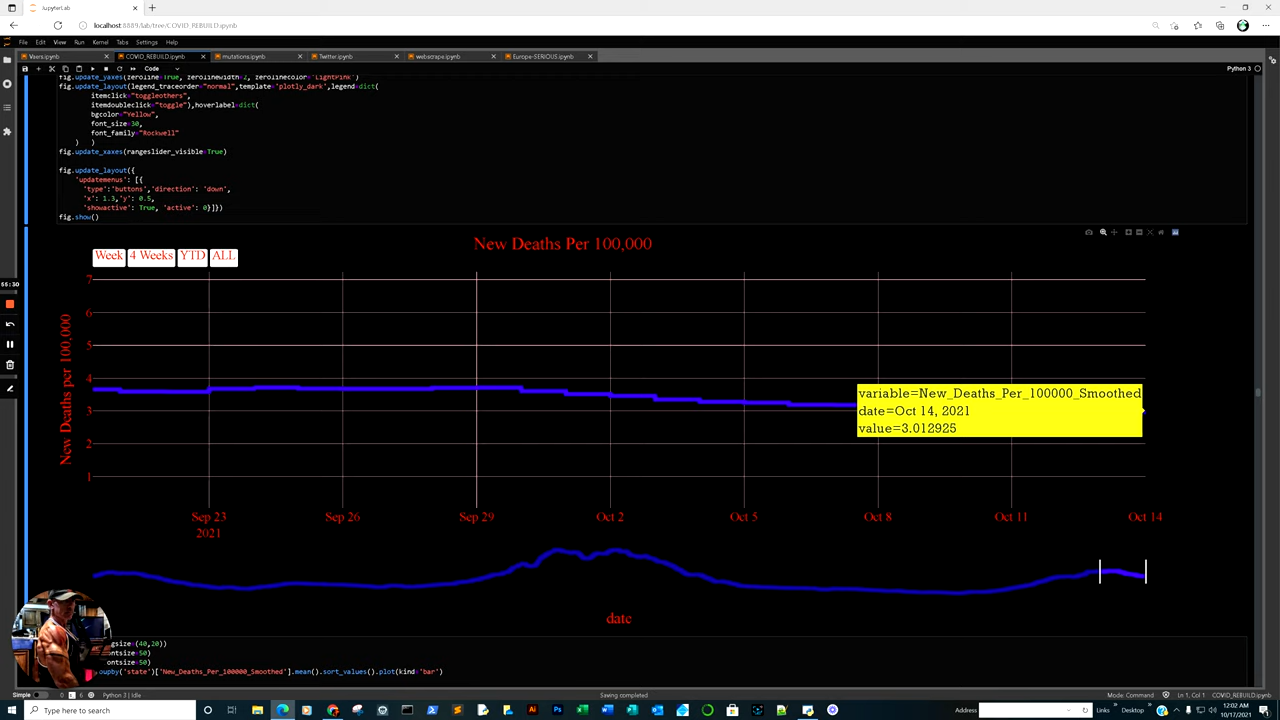 JupyterLab
localhost:8889/lab/tree/COVID_REBUILD.ipynb
File Edit View Run Kernel Tabs Settings Help
Vaers.ipynb COVID_REBUILD.ipynb mutations.ipynb Twitter.ipynb webscrape.ipynb Europe-SERIOUS.ipynb
Code Python 3
fig.update_yaxes(zeroline=True, zerolinewidth=2, zerolinecolor='LightPink')
fig.update_layout(legend_traceorder="normal",template='plotly_dark',legend=dict(
itemclick="toggleothers",
itemdoubleclick="toggle"),hoverlabel=dict(
bgcolor="Yellow",
font_size=30,
font_family="Rockwell"
) )
fig.update_xaxes(rangeslider_visible=True)
fig.update_layout({
'updatemenus': [{
'type':'buttons','direction': 'down',
'x': 1.3,'y': 0.5,
'showactive': True, 'active': 0}]})
fig.show()
New Deaths Per 100,000
Week 4 Weeks YTD ALL
55:30
New Deaths per 100,000
7
6
5
4
3
2
1
variable=New_Deaths_Per_100000_Smoothed
date=Oct 14, 2021
value=3.012925
Sep 23 Sep 26 Sep 29 Oct 2 Oct 5 Oct 8 Oct 11 Oct 14
2021
date
gsize=(40,20))
ontsize=50)
ontsize=50)
oupby('state')['New_Deaths_Per_100000_Smoothed'].mean().sort_values().plot(kind='bar')
Simple 0 6 Python 3 | Idle Saving completed Mode: Command Ln 1, Col 1 COVID_REBUILD.ipynb
Type here to search Address Links Desktop 12:02 AM
10/17/2021